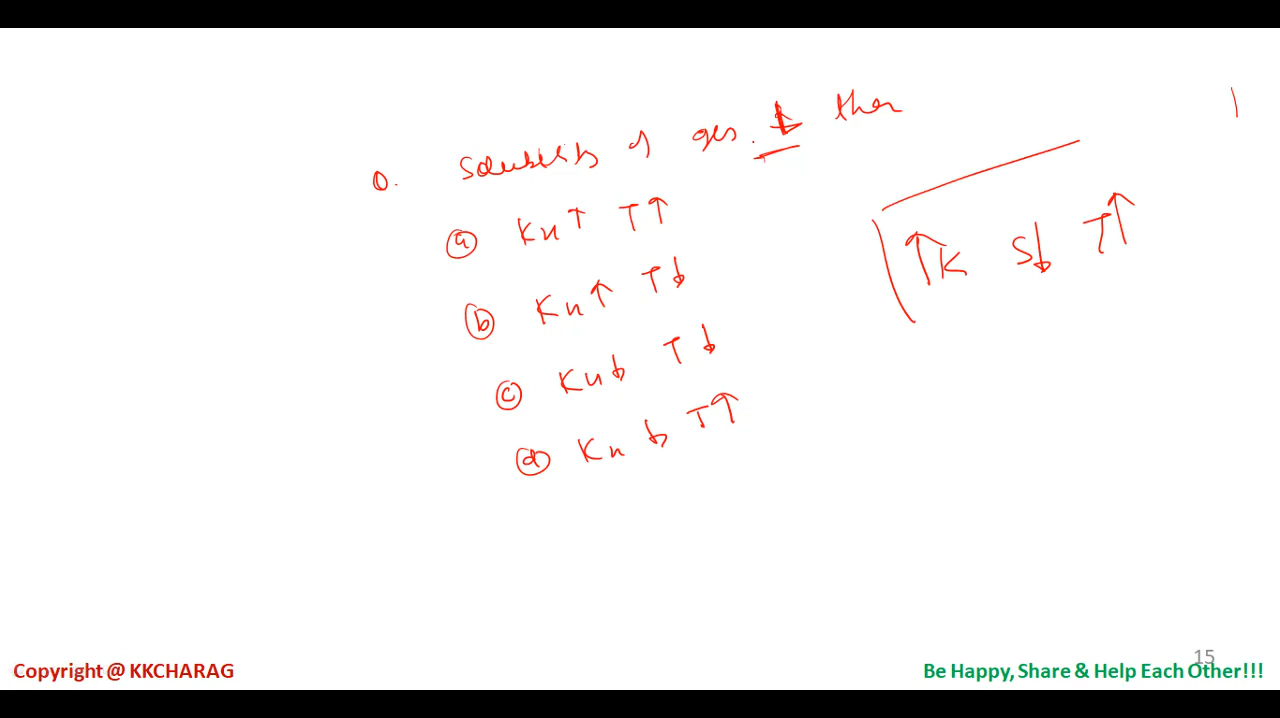 Q. Solubility of gas. ↓ then
(a) KH↑ T↑
(b) KH↑ T↓
(c) KH↓ T↓
(d) KH↓ T↑
↑K S↓ T↑
15
Copyright @ KKCHARAG
Be Happy, Share & Help Each Other!!!